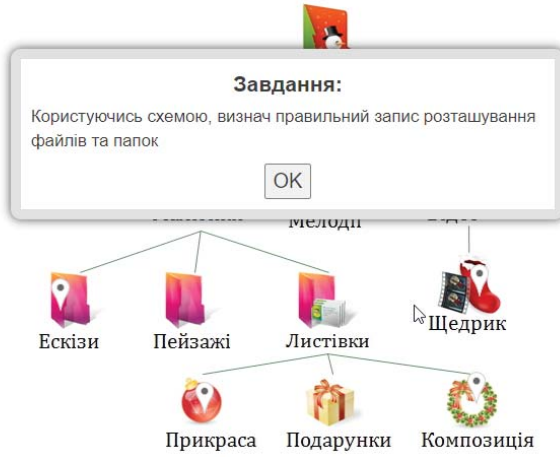 Завдання:
Користуючись схемою, визнач правильний запис розташування
файлів та папок
OK
Мелодії
Ескізи Пейзажі Листівки Щедрик
Прикраса Подарунки Композиція